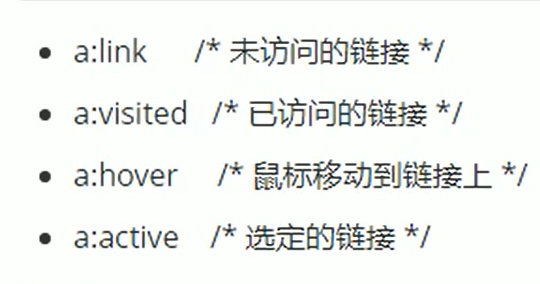 • a:link /* 未访问的链接 */
• a:visited /* 已访问的链接 */
• a:hover /* 鼠标移动到链接上 */
• a:active /* 选定的链接 */